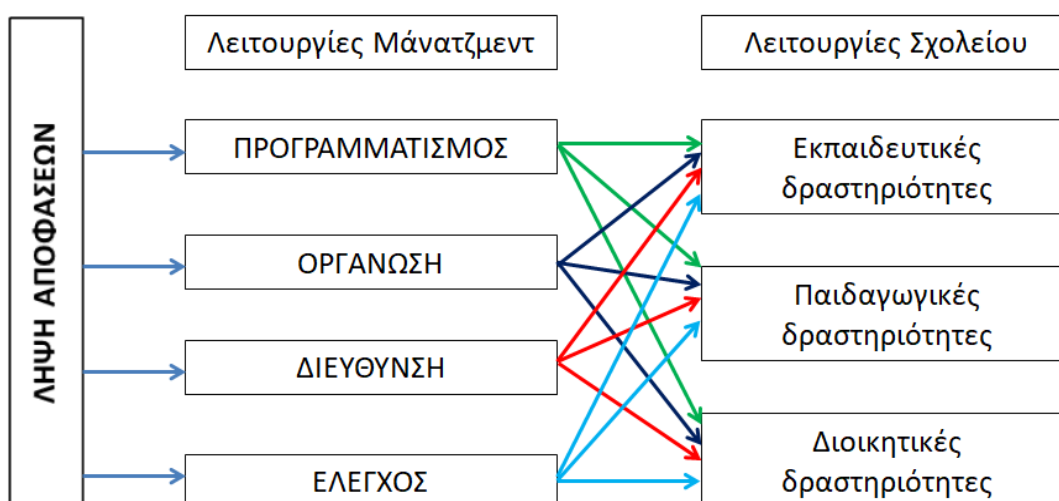 ΛΗΨΗ ΑΠΟΦΑΣΕΩΝ
Λειτουργίες Μάνατζμεντ
ΠΡΟΓΡΑΜΜΑΤΙΣΜΟΣ
ΟΡΓΑΝΩΣΗ
ΔΙΕΥΘΥΝΣΗ
ΕΛΕΓΧΟΣ
Λειτουργίες Σχολείου
Εκπαιδευτικές
δραστηριότητες
Παιδαγωγικές
δραστηριότητες
Διοικητικές
δραστηριότητες